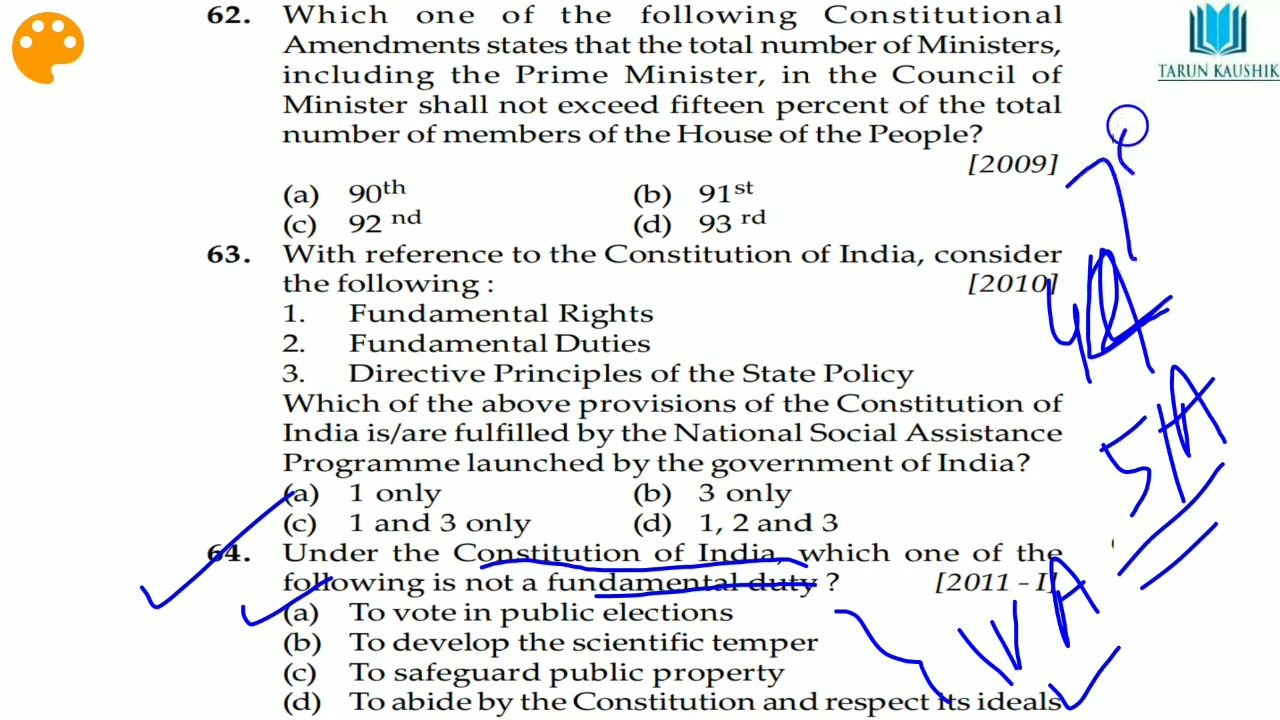 62. Which one of the following Constitutional
Amendments states that the total number of Ministers,
including the Prime Minister, in the Council of
Minister shall not exceed fifteen percent of the total
number of members of the House of the People?
[2009]
(a) 90th (b) 91st
(c) 92 nd (d) 93 rd
63. With reference to the Constitution of India, consider
the following : [2010]
1. Fundamental Rights
2. Fundamental Duties
3. Directive Principles of the State Policy
Which of the above provisions of the Constitution of
India is/are fulfilled by the National Social Assistance
Programme launched by the government of India?
(a) 1 only (b) 3 only
(c) 1 and 3 only (d) 1, 2 and 3
64. Under the Constitution of India, which one of the
following is not a fundamental duty ? [2011 - I]
(a) To vote in public elections
(b) To develop the scientific temper
(c) To safeguard public property
(d) To abide by the Constitution and respect its ideals
TARUN KAUSHIK